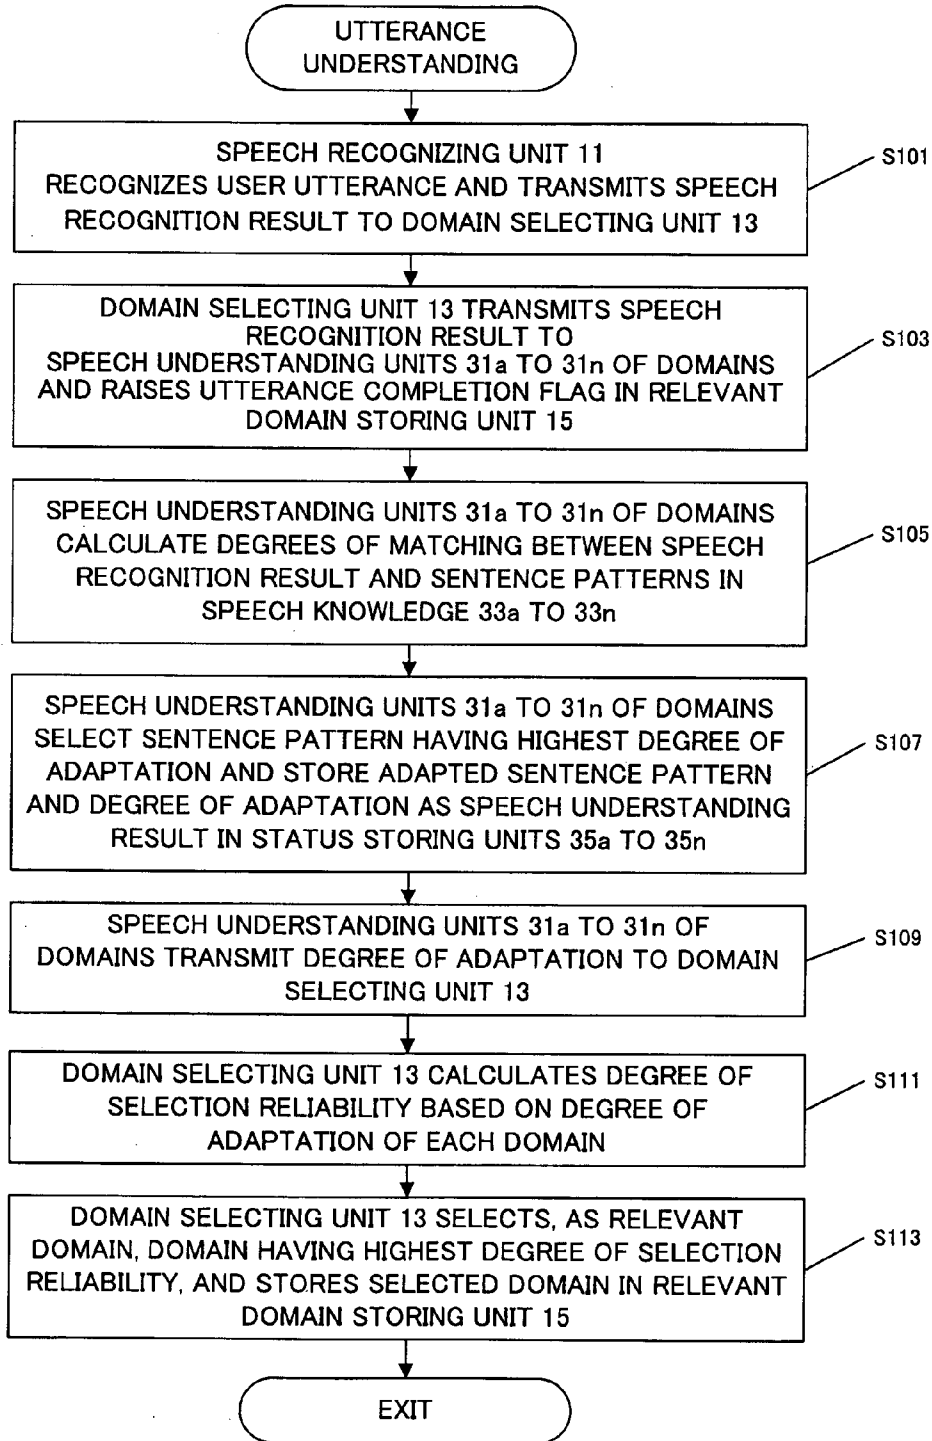 UTTERANCE
UNDERSTANDING
SPEECH RECOGNIZING UNIT 11
RECOGNIZES USER UTTERANCE AND TRANSMITS SPEECH
RECOGNITION RESULT TO DOMAIN SELECTING UNIT 13
S101
DOMAIN SELECTING UNIT 13 TRANSMITS SPEECH
RECOGNITION RESULT TO
SPEECH UNDERSTANDING UNITS 31a TO 31n OF DOMAINS
AND RAISES UTTERANCE COMPLETION FLAG IN RELEVANT
DOMAIN STORING UNIT 15
S103
SPEECH UNDERSTANDING UNITS 31a TO 31n OF DOMAINS
CALCULATE DEGREES OF MATCHING BETWEEN SPEECH
RECOGNITION RESULT AND SENTENCE PATTERNS IN
SPEECH KNOWLEDGE 33a TO 33n
S105
SPEECH UNDERSTANDING UNITS 31a TO 31n OF DOMAINS
SELECT SENTENCE PATTERN HAVING HIGHEST DEGREE OF
ADAPTATION AND STORE ADAPTED SENTENCE PATTERN
AND DEGREE OF ADAPTATION AS SPEECH UNDERSTANDING
RESULT IN STATUS STORING UNITS 35a TO 35n
S107
SPEECH UNDERSTANDING UNITS 31a TO 31n OF
DOMAINS TRANSMIT DEGREE OF ADAPTATION TO DOMAIN
SELECTING UNIT 13
S109
DOMAIN SELECTING UNIT 13 CALCULATES DEGREE OF
SELECTION RELIABILITY BASED ON DEGREE OF
ADAPTATION OF EACH DOMAIN
S111
DOMAIN SELECTING UNIT 13 SELECTS, AS RELEVANT
DOMAIN, DOMAIN HAVING HIGHEST DEGREE OF SELECTION
RELIABILITY, AND STORES SELECTED DOMAIN IN RELEVANT
DOMAIN STORING UNIT 15
S113
EXIT